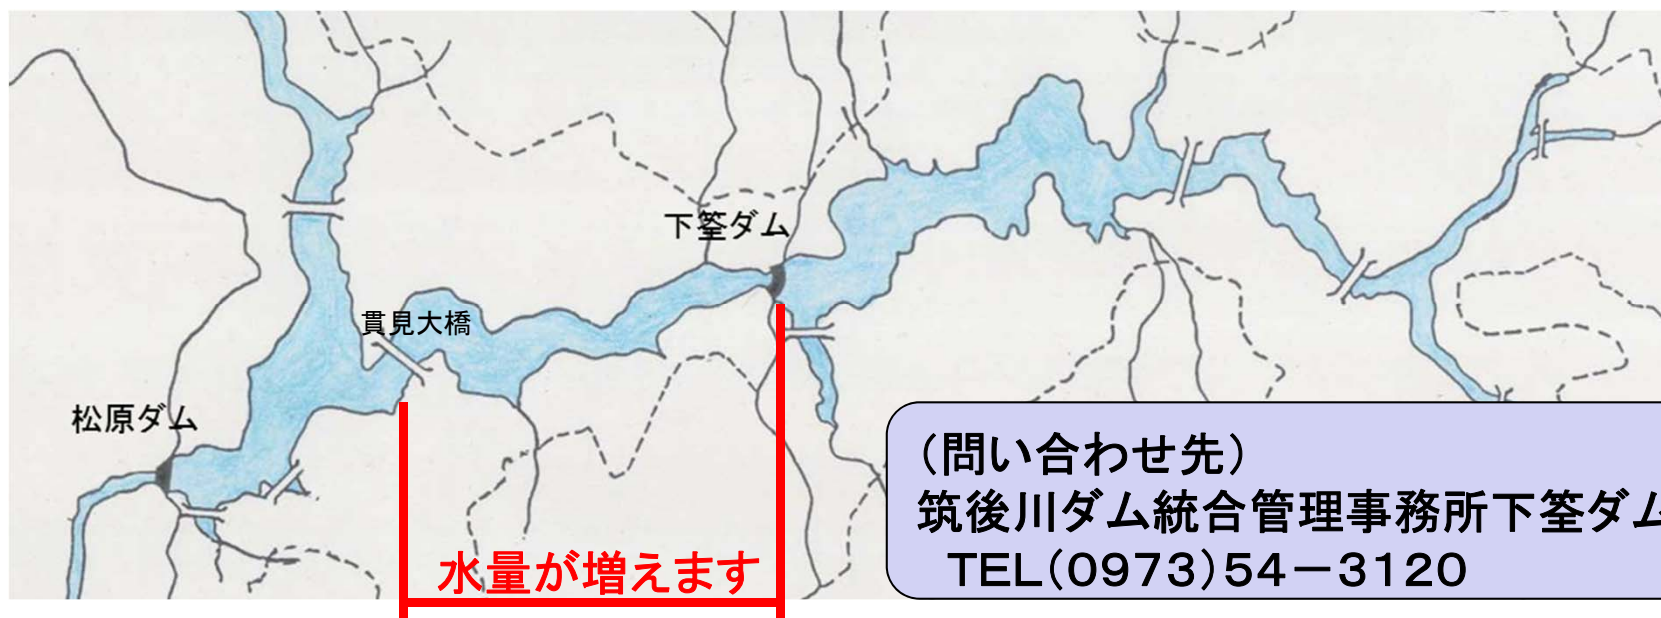 下筌ダム
貫見大橋
松原ダム
水量が増えます
（問い合わせ先）
筑後川ダム統合管理事務所下筌ダム
TEL（0973）54－3120